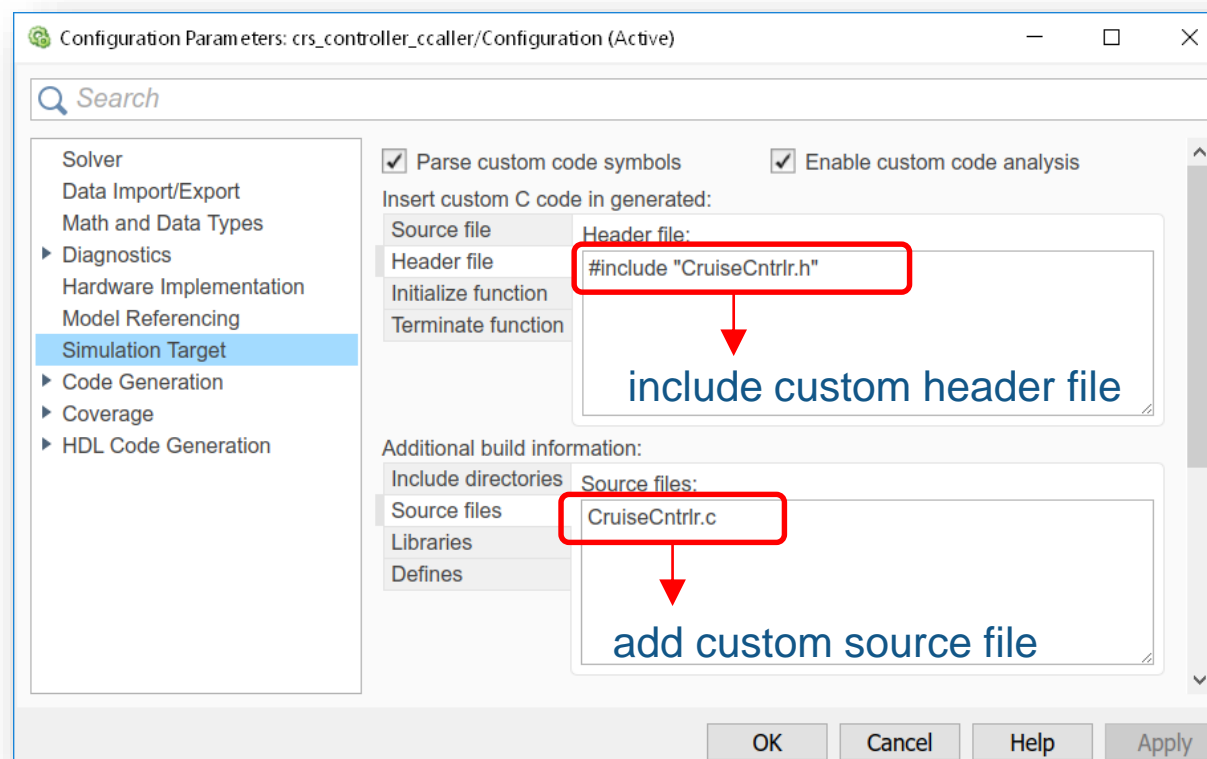 Configuration Parameters: crs_controller_ccaller/Configuration (Active)
Search
Solver
Data Import/Export
Math and Data Types
Diagnostics
Hardware Implementation
Model Referencing
Simulation Target
Code Generation
Coverage
HDL Code Generation
Parse custom code symbols
Enable custom code analysis
Insert custom C code in generated:
Source file
Header file
Initialize function
Terminate function
Header file:
#include "CruiseCntrlr.h"
include custom header file
Additional build information:
Include directories
Source files
Libraries
Defines
Source files:
CruiseCntrlr.c
add custom source file
OK
Cancel
Help
Apply